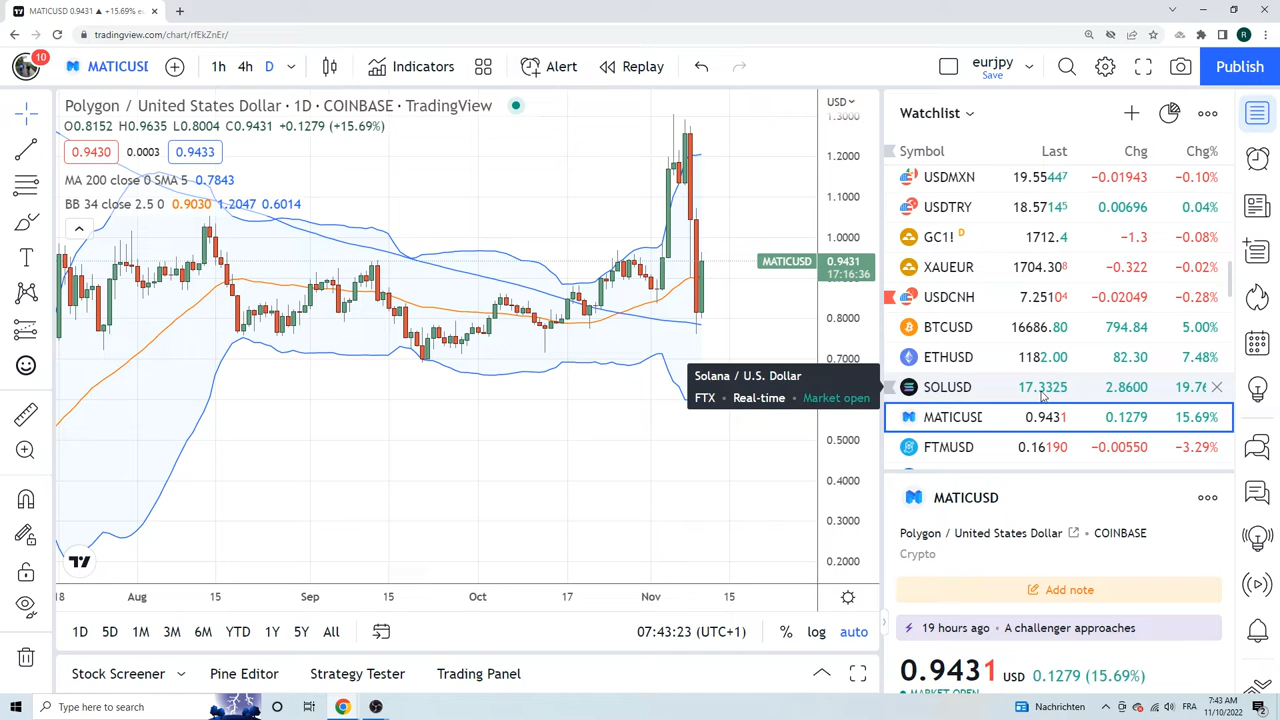 MATICUSD 0.9431 ▲ +15.69%
tradingview.com/chart/rfEkZnEr/
10
MATICUSD
1h 4h D
Indicators
Alert
Replay
eurjpy
Save
Publish
Polygon / United States Dollar · 1D · COINBASE · TradingView
O0.8152 H0.9635 L0.8004 C0.9431 +0.1279 (+15.69%)
0.9430 0.0003 0.9433
MA 200 close 0 SMA 5 0.7843
BB 34 close 2.5 0 0.9030 1.2047 0.6014
USD
1.3000
1.2000
1.1000
1.0000
MATICUSD 0.9431
17:16:36
0.8000
0.7000
0.5000
0.4000
0.3000
0.2000
18 Aug 15 Sep Oct 17 Nov 15
Solana / U.S. Dollar
FTX • Real-time • Market open
1D 5D 1M 3M 6M YTD 1Y 5Y All
07:43:23 (UTC+1)
% log auto
Stock Screener
Pine Editor
Strategy Tester
Trading Panel
Watchlist
Symbol Last Chg Chg%
USDMXN 19.55447 −0.01943 −0.10%
USDTRY 18.57145 0.00696 0.04%
GC1! D 1712.4 −1.3 −0.08%
XAUEUR 1704.308 −0.322 −0.02%
USDCNH 7.25104 −0.02049 −0.28%
BTCUSD 16686.80 794.84 5.00%
ETHUSD 1182.00 82.30 7.48%
SOLUSD 17.3325 2.8600 19.76
MATICUSD 0.9431 0.1279 15.69%
FTMUSD 0.16190 −0.00550 −3.29%
MATICUSD
Polygon / United States Dollar • COINBASE
Crypto
Add note
19 hours ago • A challenger approaches
0.9431 USD 0.1279 (15.69%)
MARKET OPEN
Type here to search
Nachrichten
FRA
7:43 AM
11/10/2022
2